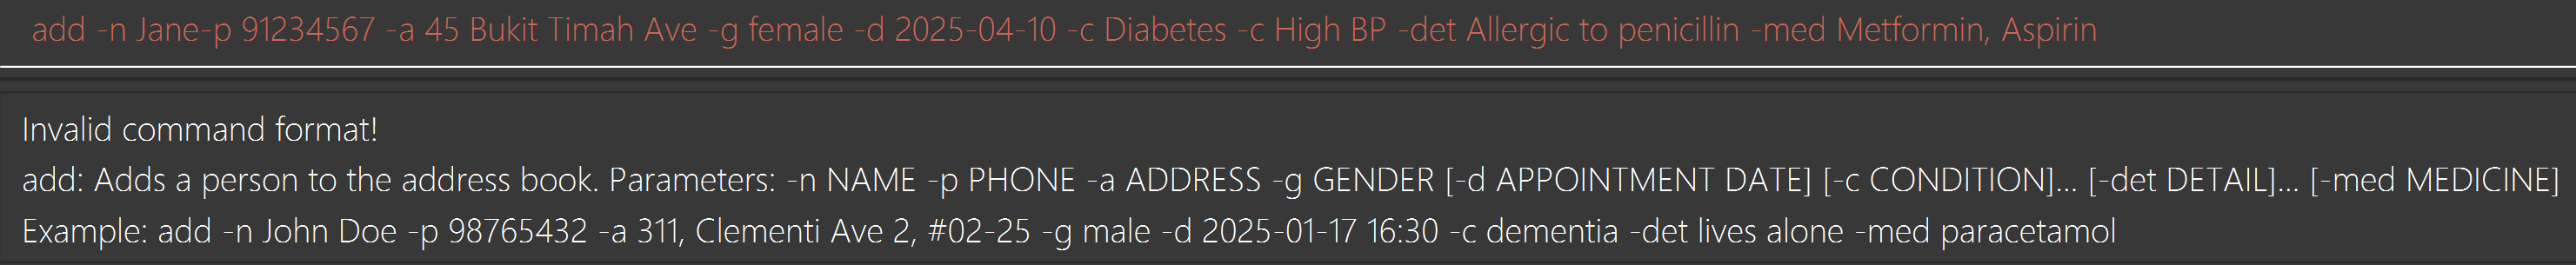 add -n Jane-p 91234567 -a 45 Bukit Timah Ave -g female -d 2025-04-10 -c Diabetes -c High BP -det Allergic to penicillin -med Metformin, Aspirin
Invalid command format!
add: Adds a person to the address book. Parameters: -n NAME -p PHONE -a ADDRESS -g GENDER [-d APPOINTMENT DATE] [-c CONDITION]... [-det DETAIL]... [-med MEDICINE]
Example: add -n John Doe -p 98765432 -a 311, Clementi Ave 2, #02-25 -g male -d 2025-01-17 16:30 -c dementia -det lives alone -med paracetamol